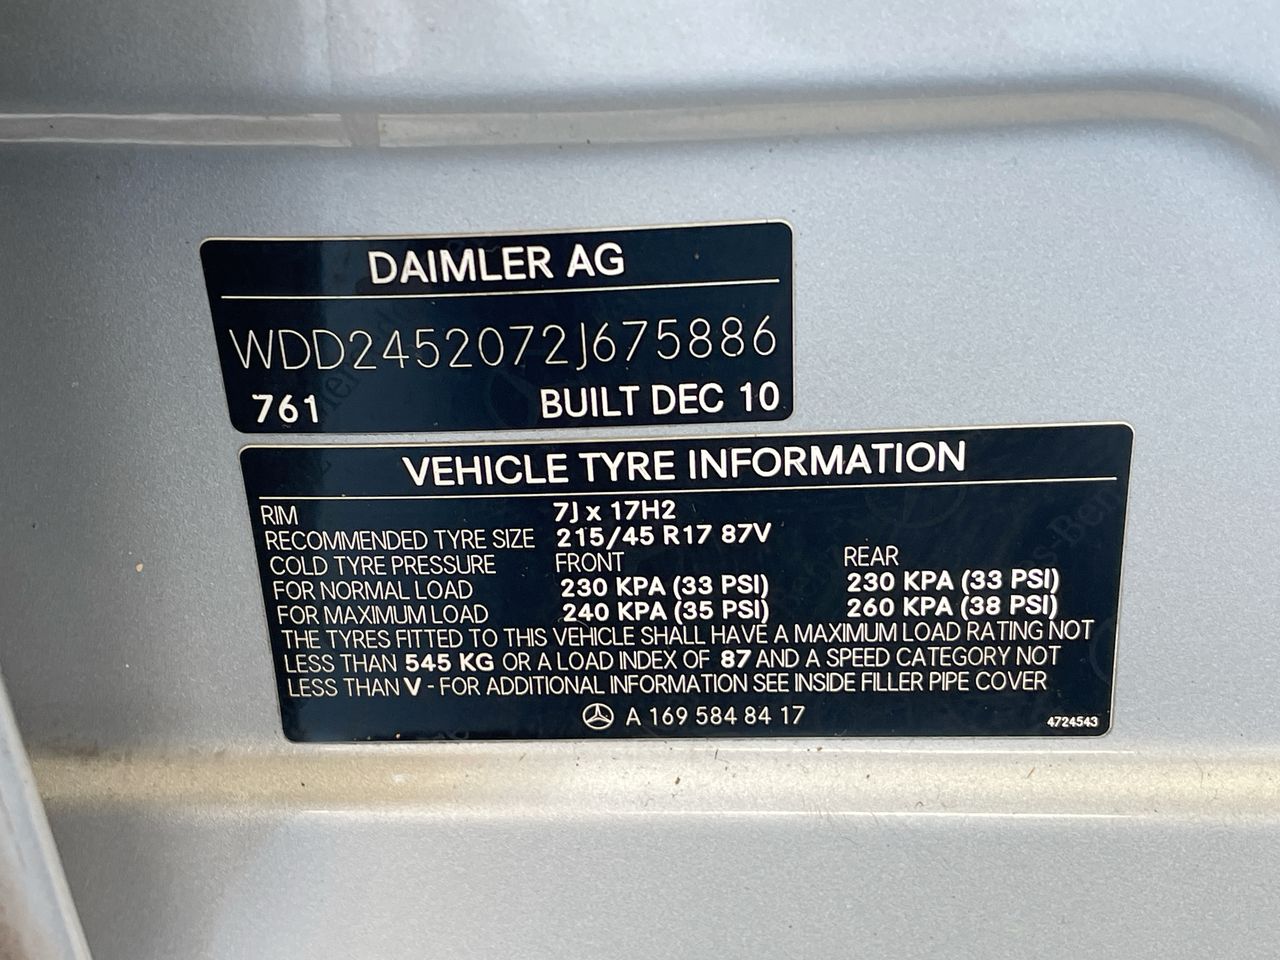 DAIMLER AG
WDD2452072J675886
761 BUILT DEC 10
VEHICLE TYRE INFORMATION
RIM 7J x 17H2
RECOMMENDED TYRE SIZE 215/45 R17 87V
COLD TYRE PRESSURE FRONT REAR
FOR NORMAL LOAD 230 KPA (33 PSI) 230 KPA (33 PSI)
FOR MAXIMUM LOAD 240 KPA (35 PSI) 260 KPA (38 PSI)
THE TYRES FITTED TO THIS VEHICLE SHALL HAVE A MAXIMUM LOAD RATING NOT
LESS THAN 545 KG OR A LOAD INDEX OF 87 AND A SPEED CATEGORY NOT
LESS THAN V - FOR ADDITIONAL INFORMATION SEE INSIDE FILLER PIPE COVER
A 169 584 84 17 4724543